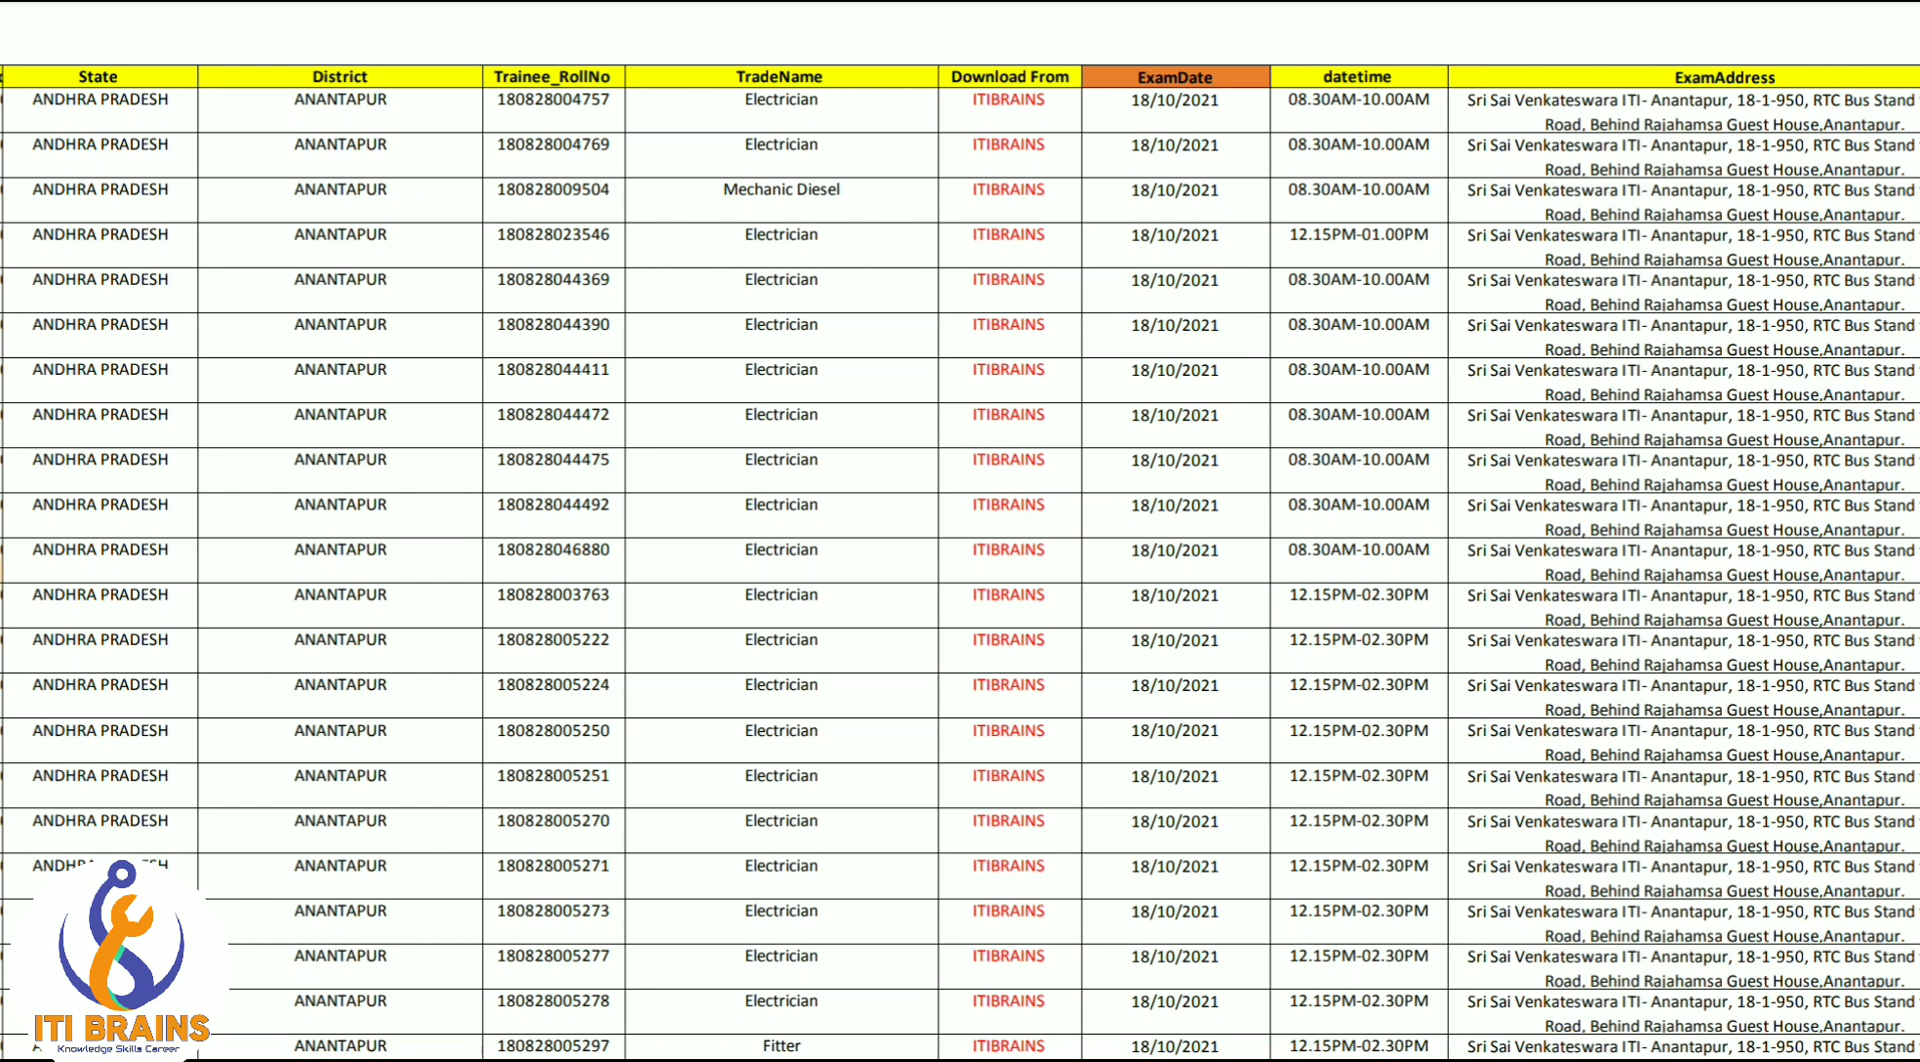 State District Trainee_RollNo TradeName Download From ExamDate datetime ExamAddress
ANDHRA PRADESH ANANTAPUR 180828004757 Electrician ITIBRAINS 18/10/2021 08.30AM-10.00AM Sri Sai Venkateswara ITI- Anantapur, 18-1-950, RTC Bus Stand
Road, Behind Rajahamsa Guest House,Anantapur.
ANDHRA PRADESH ANANTAPUR 180828004769 Electrician ITIBRAINS 18/10/2021 08.30AM-10.00AM Sri Sai Venkateswara ITI- Anantapur, 18-1-950, RTC Bus Stand
Road, Behind Rajahamsa Guest House,Anantapur.
ANDHRA PRADESH ANANTAPUR 180828009504 Mechanic Diesel ITIBRAINS 18/10/2021 08.30AM-10.00AM Sri Sai Venkateswara ITI- Anantapur, 18-1-950, RTC Bus Stand
Road, Behind Rajahamsa Guest House,Anantapur.
ANDHRA PRADESH ANANTAPUR 180828023546 Electrician ITIBRAINS 18/10/2021 12.15PM-01.00PM Sri Sai Venkateswara ITI- Anantapur, 18-1-950, RTC Bus Stand
Road, Behind Rajahamsa Guest House,Anantapur.
ANDHRA PRADESH ANANTAPUR 180828044369 Electrician ITIBRAINS 18/10/2021 08.30AM-10.00AM Sri Sai Venkateswara ITI- Anantapur, 18-1-950, RTC Bus Stand
Road, Behind Rajahamsa Guest House,Anantapur.
ANDHRA PRADESH ANANTAPUR 180828044390 Electrician ITIBRAINS 18/10/2021 08.30AM-10.00AM Sri Sai Venkateswara ITI- Anantapur, 18-1-950, RTC Bus Stand
Road, Behind Rajahamsa Guest House,Anantapur.
ANDHRA PRADESH ANANTAPUR 180828044411 Electrician ITIBRAINS 18/10/2021 08.30AM-10.00AM Sri Sai Venkateswara ITI- Anantapur, 18-1-950, RTC Bus Stand
Road, Behind Rajahamsa Guest House,Anantapur.
ANDHRA PRADESH ANANTAPUR 180828044472 Electrician ITIBRAINS 18/10/2021 08.30AM-10.00AM Sri Sai Venkateswara ITI- Anantapur, 18-1-950, RTC Bus Stand
Road, Behind Rajahamsa Guest House,Anantapur.
ANDHRA PRADESH ANANTAPUR 180828044475 Electrician ITIBRAINS 18/10/2021 08.30AM-10.00AM Sri Sai Venkateswara ITI- Anantapur, 18-1-950, RTC Bus Stand
Road, Behind Rajahamsa Guest House,Anantapur.
ANDHRA PRADESH ANANTAPUR 180828044492 Electrician ITIBRAINS 18/10/2021 08.30AM-10.00AM Sri Sai Venkateswara ITI- Anantapur, 18-1-950, RTC Bus Stand
Road, Behind Rajahamsa Guest House,Anantapur.
ANDHRA PRADESH ANANTAPUR 180828046880 Electrician ITIBRAINS 18/10/2021 08.30AM-10.00AM Sri Sai Venkateswara ITI- Anantapur, 18-1-950, RTC Bus Stand
Road, Behind Rajahamsa Guest House,Anantapur.
ANDHRA PRADESH ANANTAPUR 180828003763 Electrician ITIBRAINS 18/10/2021 12.15PM-02.30PM Sri Sai Venkateswara ITI- Anantapur, 18-1-950, RTC Bus Stand
Road, Behind Rajahamsa Guest House,Anantapur.
ANDHRA PRADESH ANANTAPUR 180828005222 Electrician ITIBRAINS 18/10/2021 12.15PM-02.30PM Sri Sai Venkateswara ITI- Anantapur, 18-1-950, RTC Bus Stand
Road, Behind Rajahamsa Guest House,Anantapur.
ANDHRA PRADESH ANANTAPUR 180828005224 Electrician ITIBRAINS 18/10/2021 12.15PM-02.30PM Sri Sai Venkateswara ITI- Anantapur, 18-1-950, RTC Bus Stand
Road, Behind Rajahamsa Guest House,Anantapur.
ANDHRA PRADESH ANANTAPUR 180828005250 Electrician ITIBRAINS 18/10/2021 12.15PM-02.30PM Sri Sai Venkateswara ITI- Anantapur, 18-1-950, RTC Bus Stand
Road, Behind Rajahamsa Guest House,Anantapur.
ANDHRA PRADESH ANANTAPUR 180828005251 Electrician ITIBRAINS 18/10/2021 12.15PM-02.30PM Sri Sai Venkateswara ITI- Anantapur, 18-1-950, RTC Bus Stand
Road, Behind Rajahamsa Guest House,Anantapur.
ANDHRA PRADESH ANANTAPUR 180828005270 Electrician ITIBRAINS 18/10/2021 12.15PM-02.30PM Sri Sai Venkateswara ITI- Anantapur, 18-1-950, RTC Bus Stand
Road, Behind Rajahamsa Guest House,Anantapur.
ANANTAPUR 180828005271 Electrician ITIBRAINS 18/10/2021 12.15PM-02.30PM Sri Sai Venkateswara ITI- Anantapur, 18-1-950, RTC Bus Stand
Road, Behind Rajahamsa Guest House,Anantapur.
ANANTAPUR 180828005273 Electrician ITIBRAINS 18/10/2021 12.15PM-02.30PM Sri Sai Venkateswara ITI- Anantapur, 18-1-950, RTC Bus Stand
Road, Behind Rajahamsa Guest House,Anantapur.
ANANTAPUR 180828005277 Electrician ITIBRAINS 18/10/2021 12.15PM-02.30PM Sri Sai Venkateswara ITI- Anantapur, 18-1-950, RTC Bus Stand
Road, Behind Rajahamsa Guest House,Anantapur.
ANANTAPUR 180828005278 Electrician ITIBRAINS 18/10/2021 12.15PM-02.30PM Sri Sai Venkateswara ITI- Anantapur, 18-1-950, RTC Bus Stand
Road, Behind Rajahamsa Guest House,Anantapur.
ANANTAPUR 180828005297 Fitter ITIBRAINS 18/10/2021 12.15PM-02.30PM Sri Sai Venkateswara ITI- Anantapur, 18-1-950, RTC Bus Stand
ITI BRAINS
Knowledge Skills Career